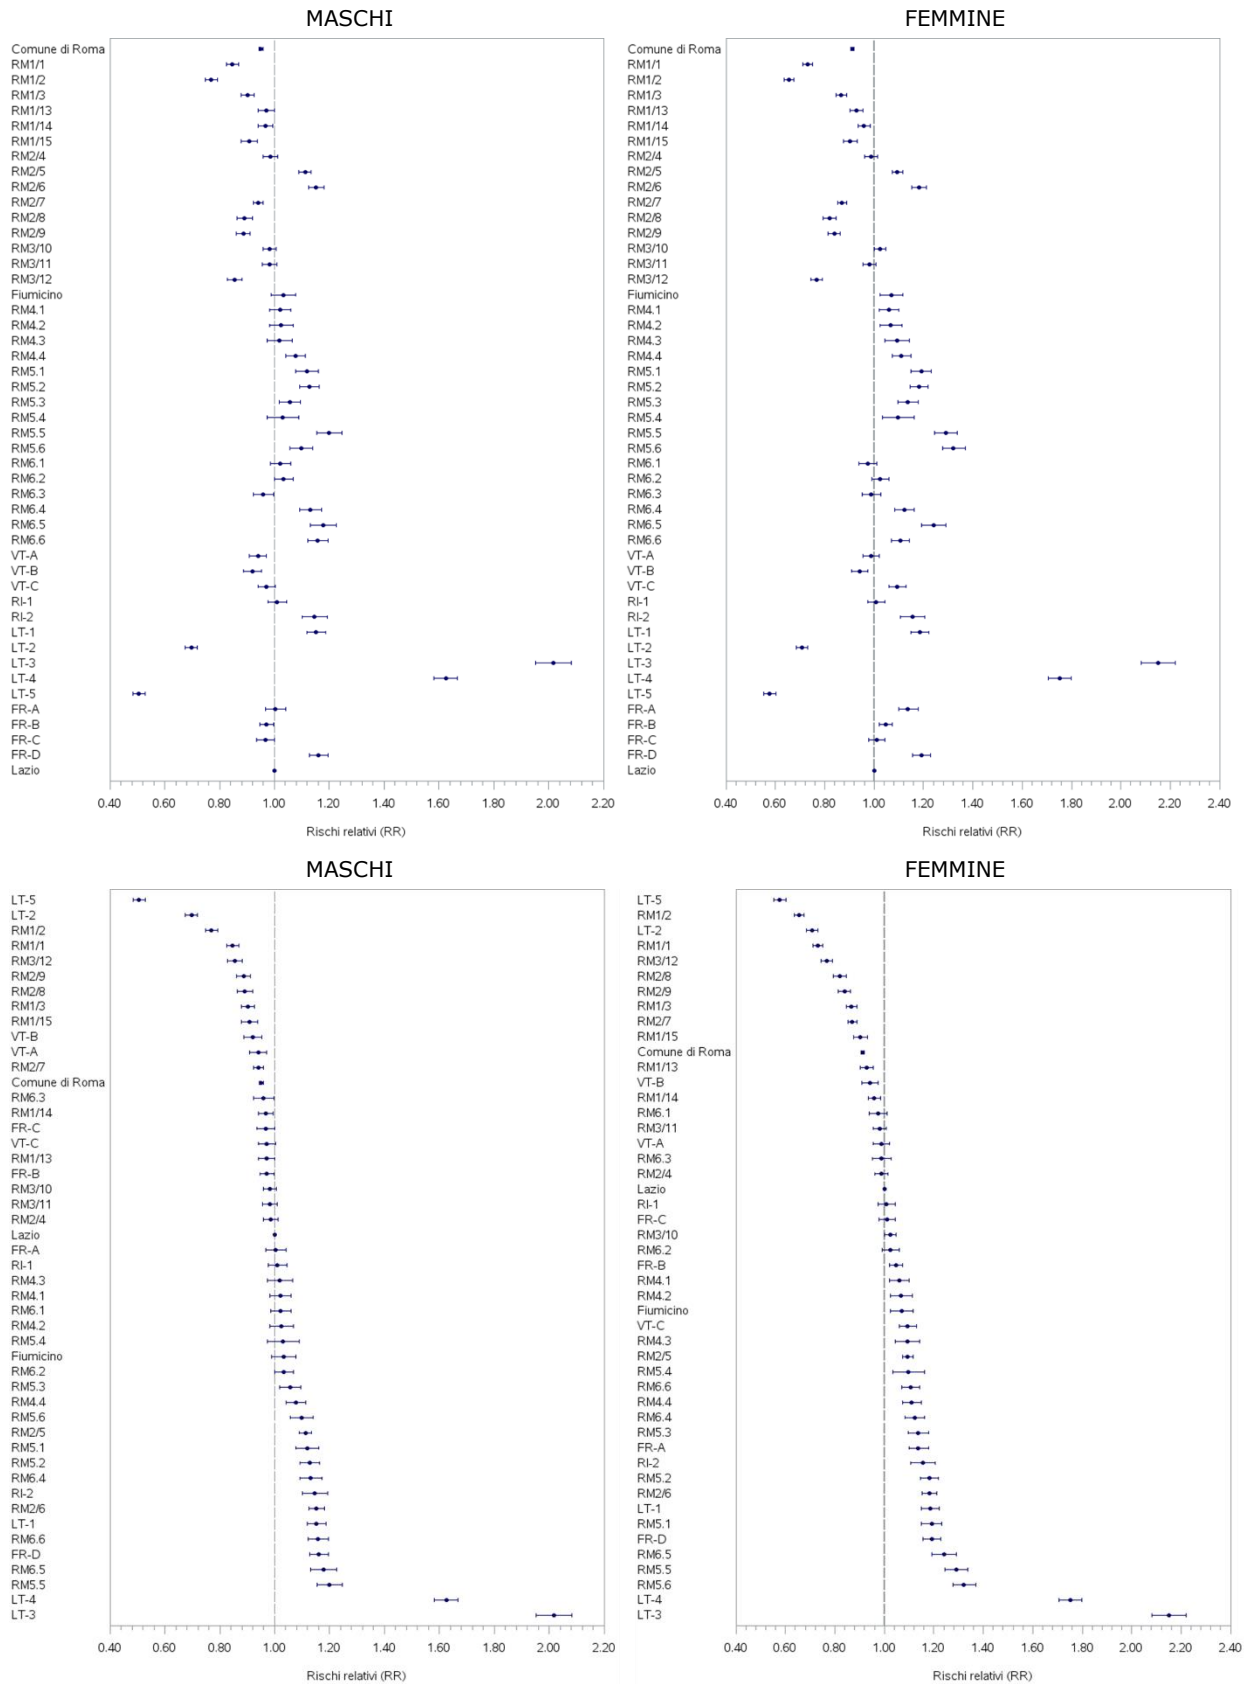 MASCHI
FEMMINE
Comune di Roma
RM1/1
RM1/2
RM1/3
RM1/13
RM1/14
RM1/15
RM2/4
RM2/5
RM2/6
RM2/7
RM2/8
RM2/9
RM3/10
RM3/11
RM3/12
Fiumicino
RM4.1
RM4.2
RM4.3
RM4.4
RM5.1
RM5.2
RM5.3
RM5.4
RM5.5
RM5.6
RM6.1
RM6.2
RM6.3
RM6.4
RM6.5
RM6.6
VT-A
VT-B
VT-C
RI-1
RI-2
LT-1
LT-2
LT-3
LT-4
LT-5
FR-A
FR-B
FR-C
FR-D
Lazio
0.40 0.60 0.80 1.00 1.20 1.40 1.60 1.80 2.00 2.20
Rischi relativi (RR)
Comune di Roma
RM1/1
RM1/2
RM1/3
RM1/13
RM1/14
RM1/15
RM2/4
RM2/5
RM2/6
RM2/7
RM2/8
RM2/9
RM3/10
RM3/11
RM3/12
Fiumicino
RM4.1
RM4.2
RM4.3
RM4.4
RM5.1
RM5.2
RM5.3
RM5.4
RM5.5
RM5.6
RM6.1
RM6.2
RM6.3
RM6.4
RM6.5
RM6.6
VT-A
VT-B
VT-C
RI-1
RI-2
LT-1
LT-2
LT-3
LT-4
LT-5
FR-A
FR-B
FR-C
FR-D
Lazio
0.40 0.60 0.80 1.00 1.20 1.40 1.60 1.80 2.00 2.20 2.40
Rischi relativi (RR)
MASCHI
FEMMINE
LT-5
LT-2
RM1/2
RM1/1
RM3/12
RM2/9
RM2/8
RM1/3
RM1/15
VT-B
VT-A
RM2/7
Comune di Roma
RM6.3
RM1/14
FR-C
VT-C
RM1/13
FR-B
RM3/10
RM3/11
RM2/4
Lazio
FR-A
RI-1
RM4.3
RM4.1
RM6.1
RM4.2
RM5.4
Fiumicino
RM6.2
RM5.3
RM4.4
RM5.6
RM2/5
RM5.1
RM5.2
RM6.4
RI-2
RM2/6
LT-1
RM6.6
FR-D
RM6.5
RM5.5
LT-4
LT-3
0.40 0.60 0.80 1.00 1.20 1.40 1.60 1.80 2.00 2.20
Rischi relativi (RR)
LT-5
RM1/2
LT-2
RM1/1
RM3/12
RM2/8
RM2/9
RM1/3
RM2/7
RM1/15
Comune di Roma
RM1/13
VT-B
RM1/14
RM6.1
RM3/11
VT-A
RM6.3
RM2/4
Lazio
RI-1
FR-C
RM3/10
RM6.2
FR-B
RM4.1
RM4.2
Fiumicino
VT-C
RM4.3
RM2/5
RM5.4
RM6.6
RM4.4
RM6.4
RM5.3
FR-A
RI-2
RM5.2
RM2/6
LT-1
RM5.1
FR-D
RM6.5
RM5.5
RM5.6
LT-4
LT-3
0.40 0.60 0.80 1.00 1.20 1.40 1.60 1.80 2.00 2.20 2.40
Rischi relativi (RR)